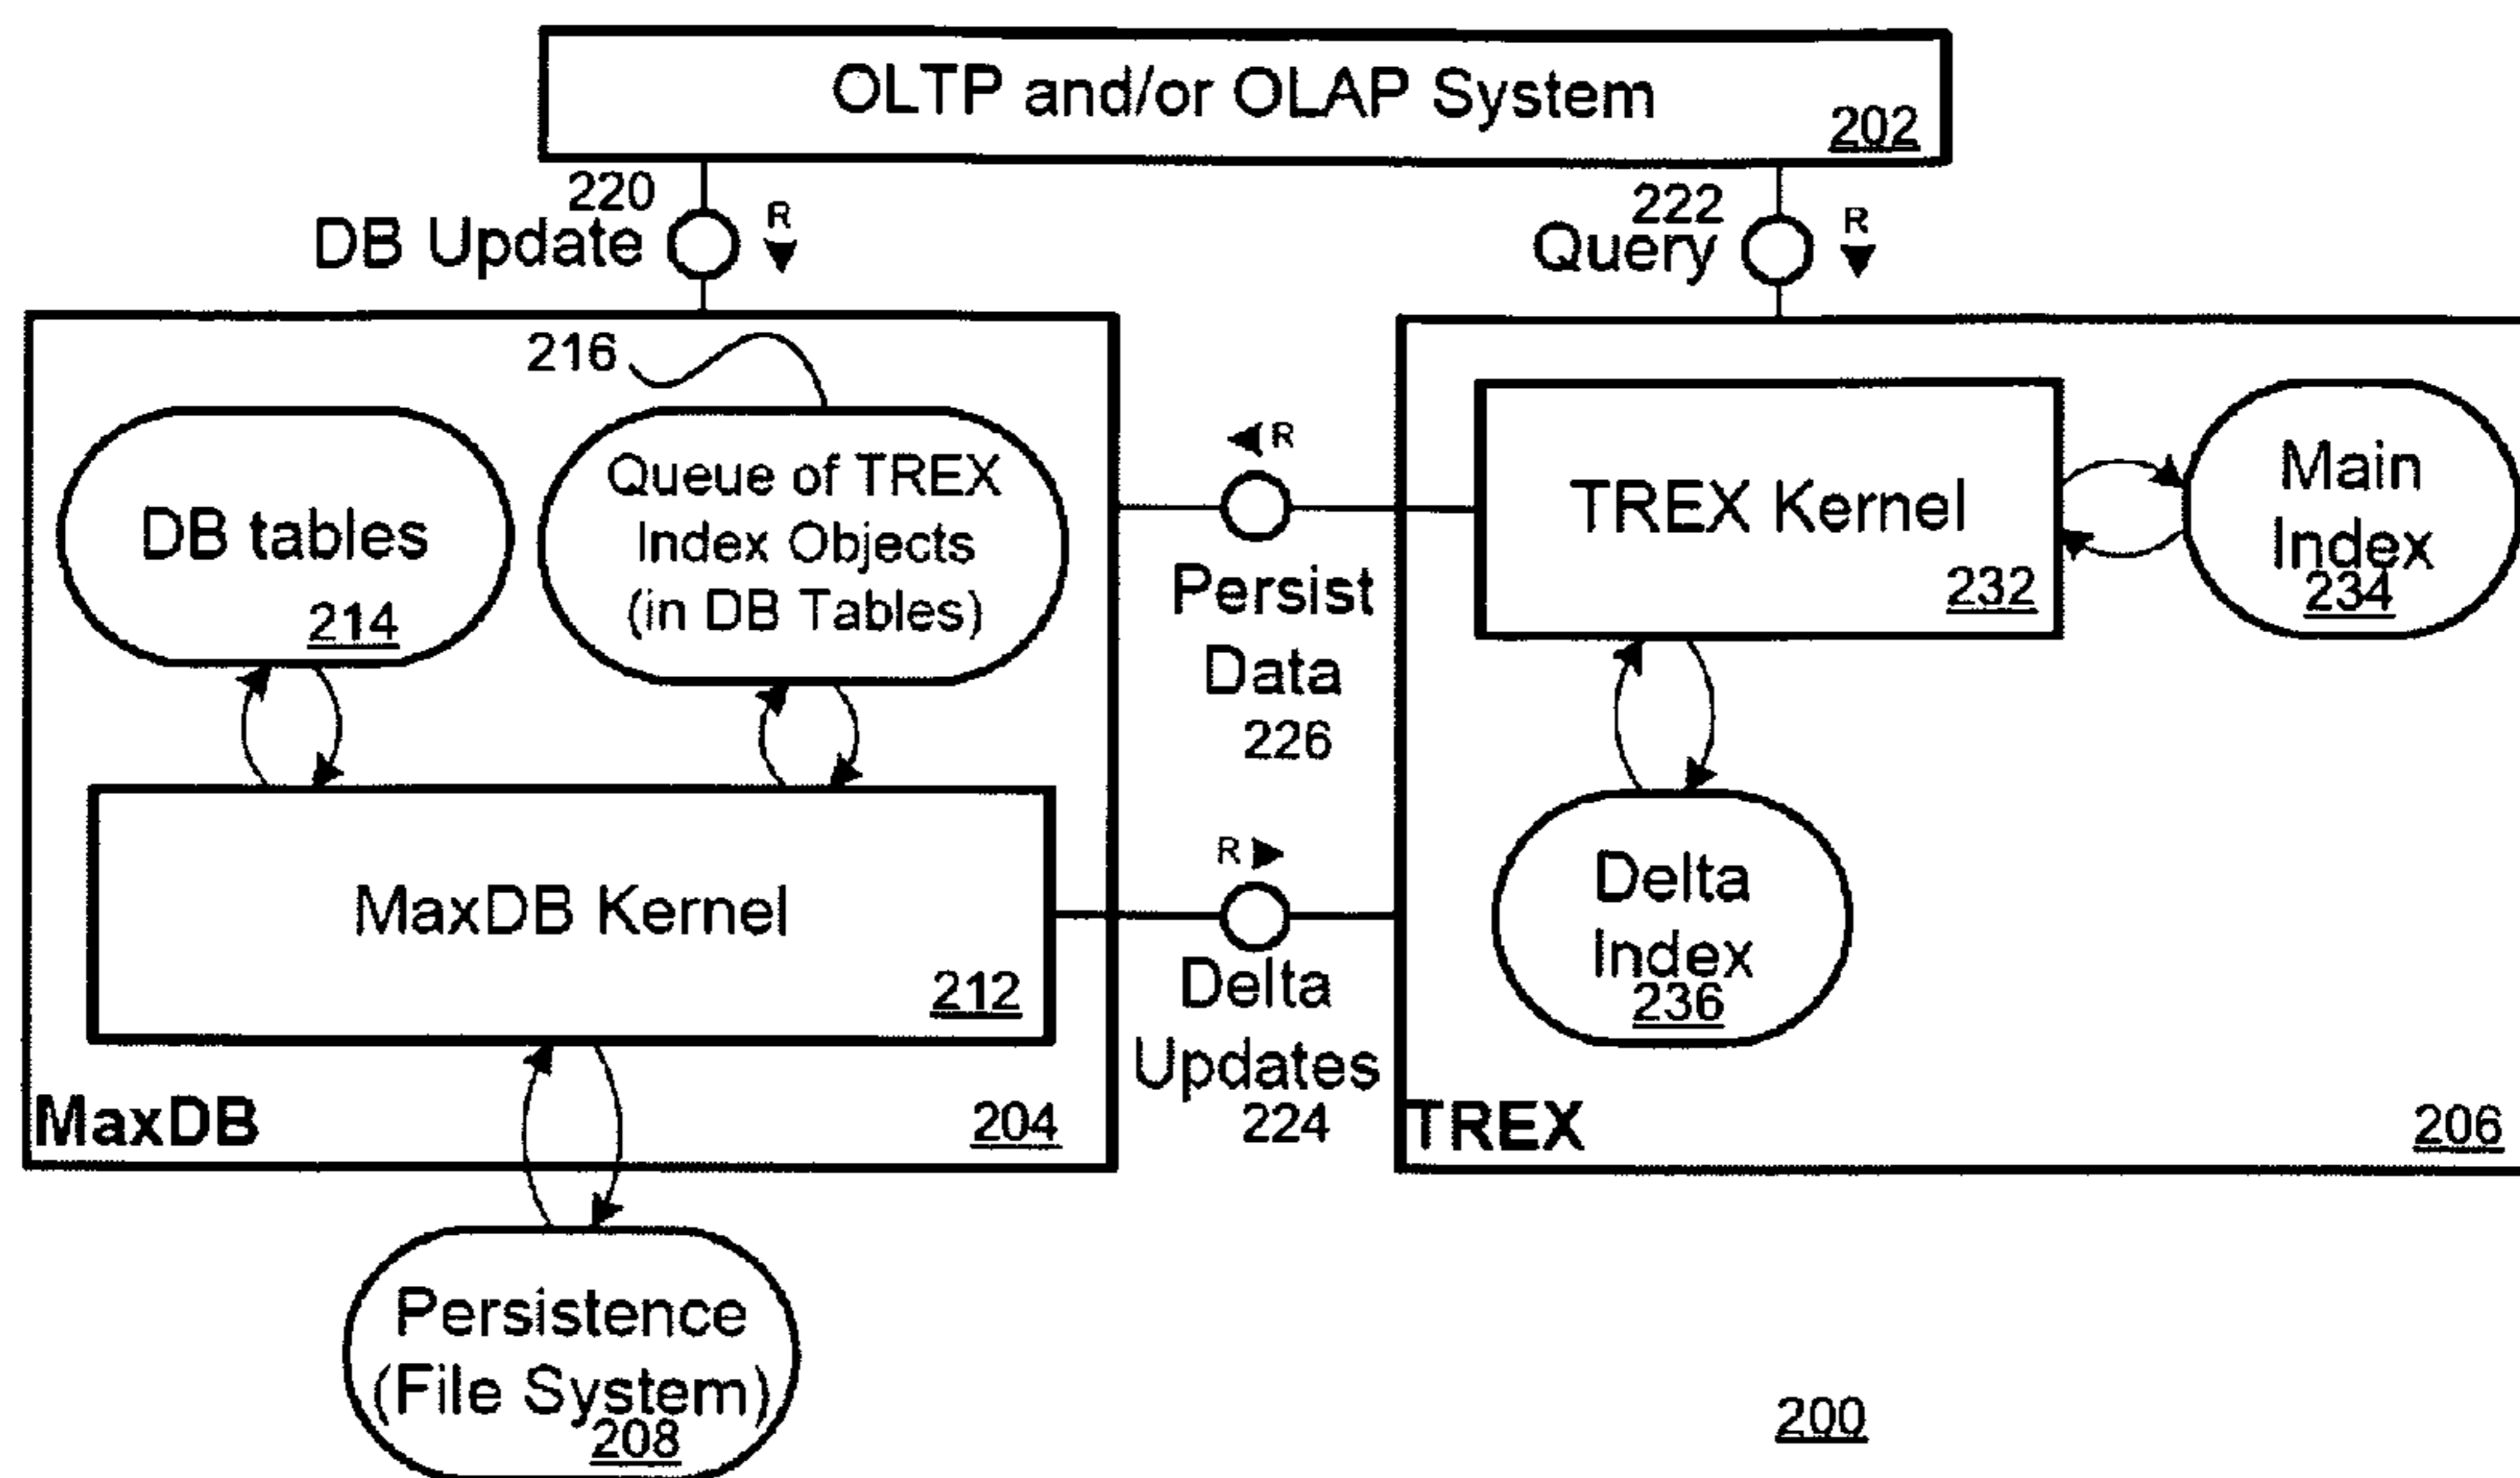 OLTP and/or OLAP System
202
220
DB Update
R
222
Query
R
216
DB tables
214
Queue of TREX
Index Objects
(in DB Tables)
R
Persist
Data
226
TREX Kernel
232
Main
Index
234
MaxDB Kernel
212
R
Delta
Updates
224
Delta
Index
236
MaxDB
204
TREX
206
Persistence
(File System)
208
200